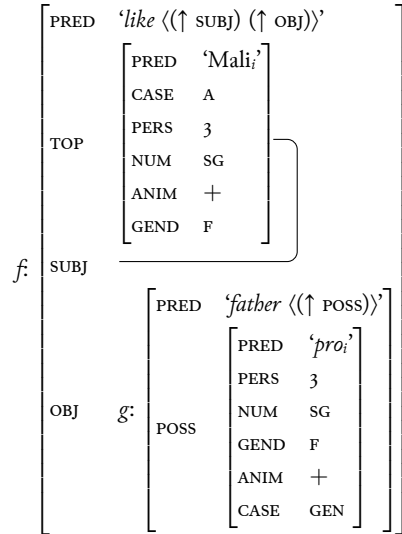 PRED ‘like ⟨(↑ SUBJ) (↑ OBJ)⟩’
PRED ‘Maliᵢ’
CASE A
PERS 3
TOP
NUM SG
ANIM +
GEND F
f: SUBJ
PRED ‘father ⟨(↑ POSS)⟩’
PRED ‘proᵢ’
PERS 3
OBJ g: NUM SG
POSS
GEND F
ANIM +
CASE GEN